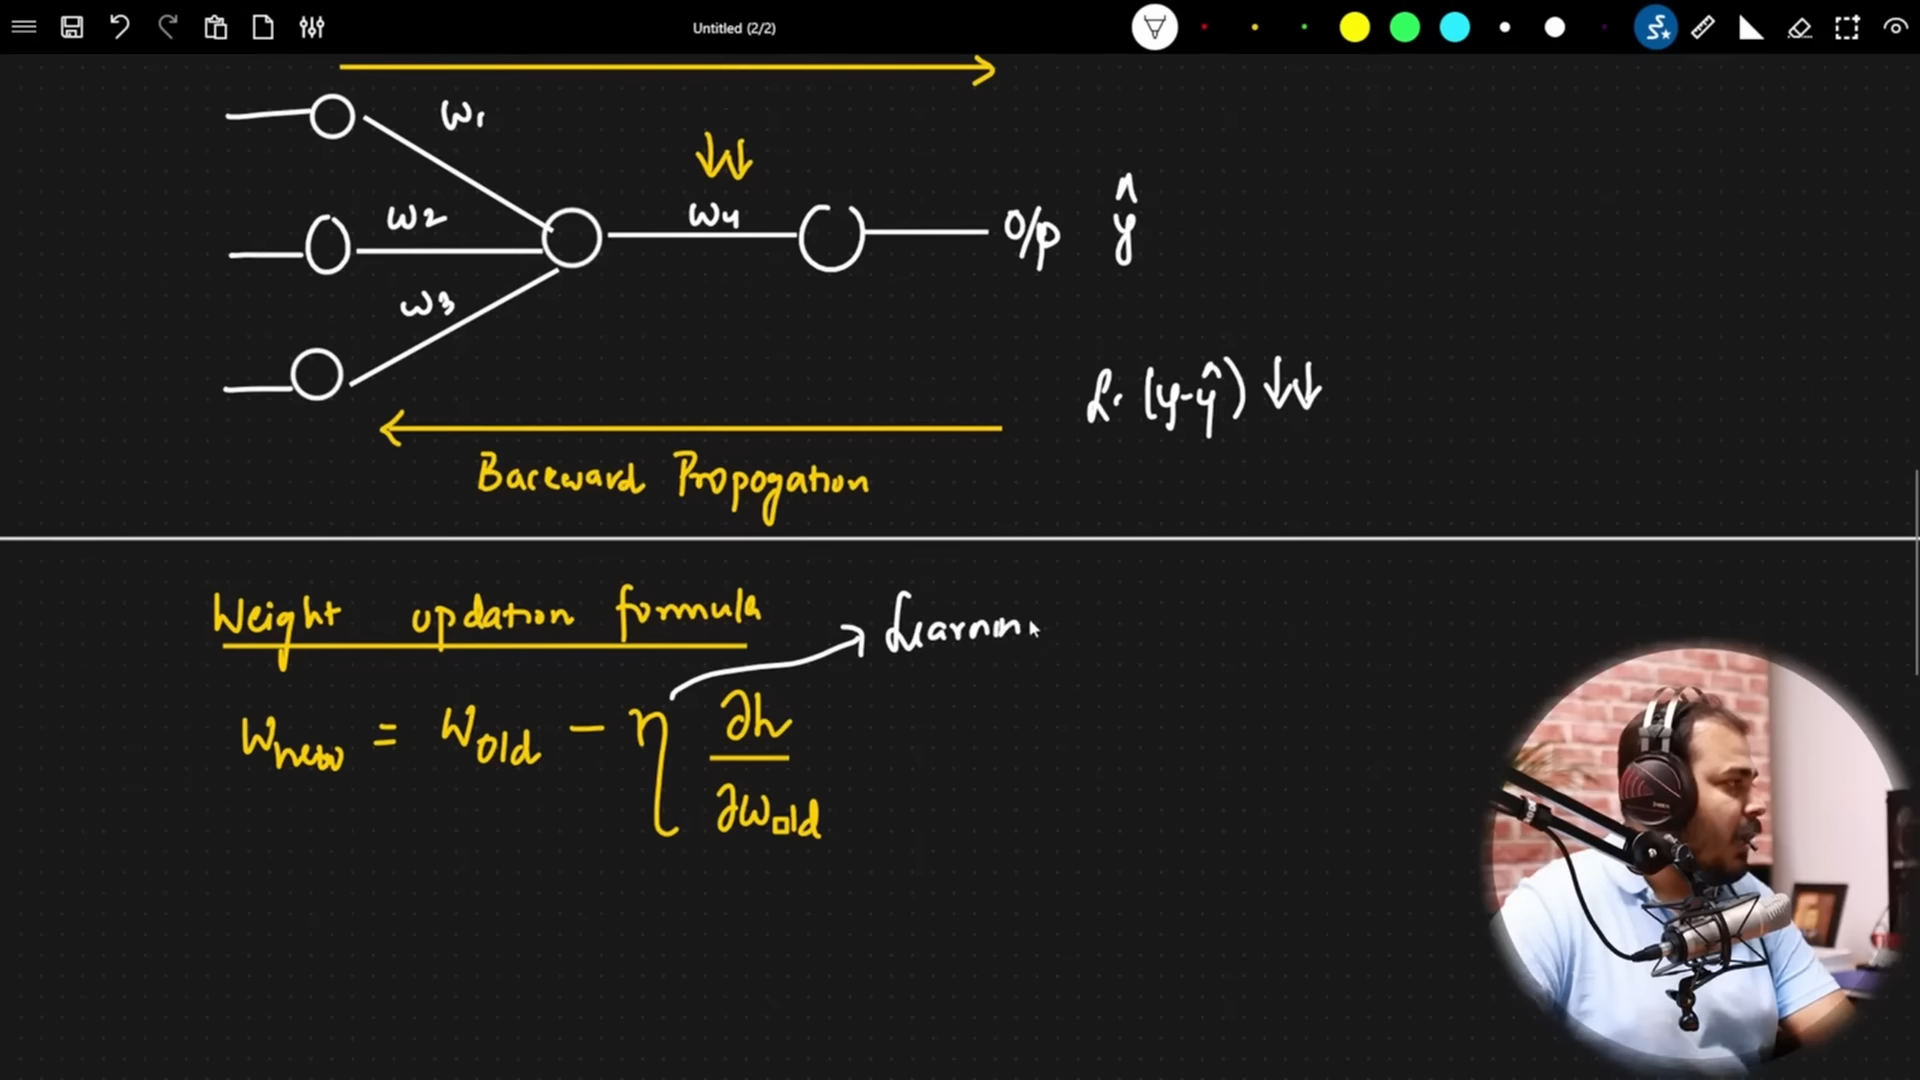 Untitled (2/2)
W1
W2
W4
O/p ŷ
W3
L. (y-ŷ)
Backward Propogation
Weight updation formula
Learnin
Wnew = Wold - η ∂L
∂Wold